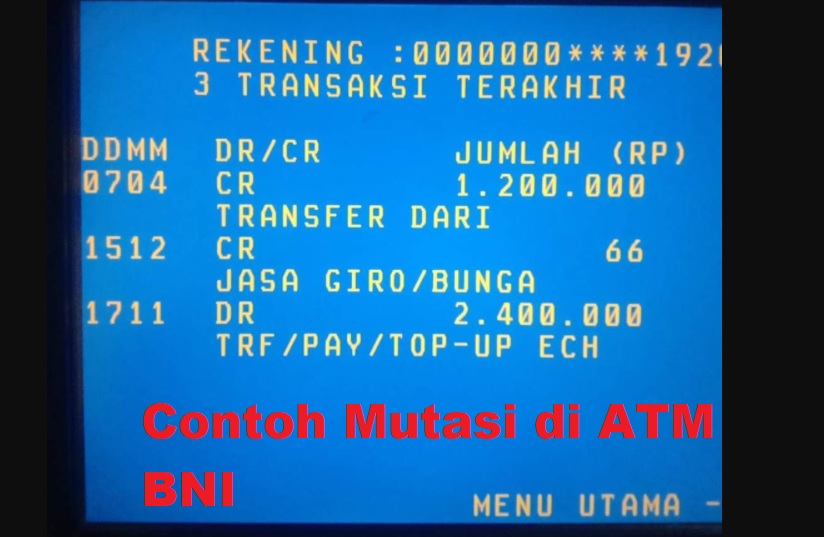 REKENING :0000000****192
3 TRANSAKSI TERAKHIR
DDMM DR/CR JUMLAH (RP)
0704 CR 1.200.000
TRANSFER DARI
1512 CR 66
JASA GIRO/BUNGA
1711 DR 2.400.000
TRF/PAY/TOP-UP ECH
Contoh Mutasi di ATM
BNI
MENU UTAMA -